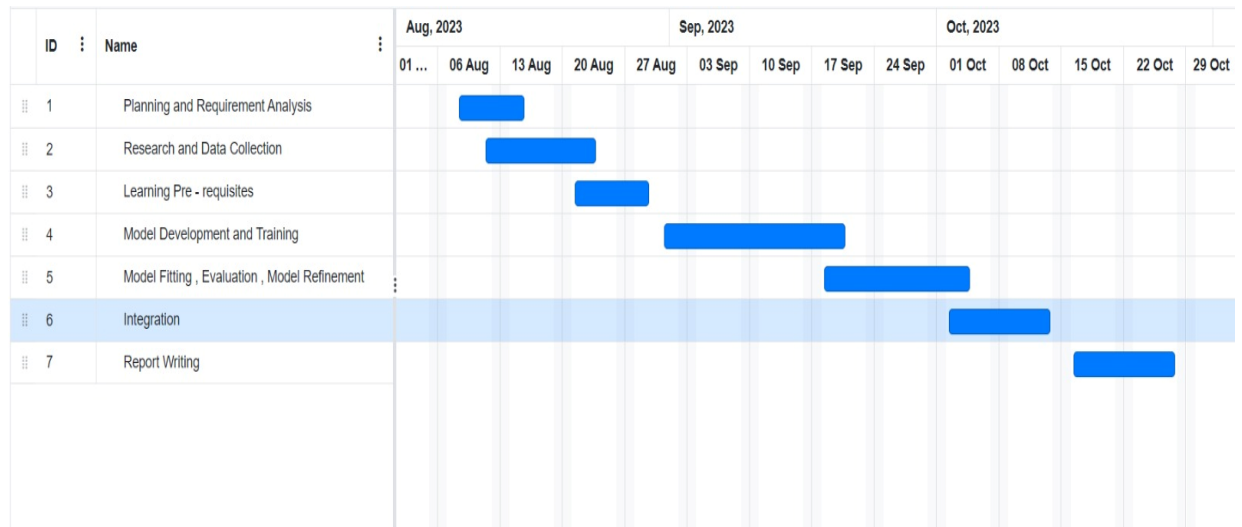 Aug, 2023 Sep, 2023 Oct, 2023
ID Name
01 ... 06 Aug 13 Aug 20 Aug 27 Aug 03 Sep 10 Sep 17 Sep 24 Sep 01 Oct 08 Oct 15 Oct 22 Oct 29 Oct
1 Planning and Requirement Analysis
2 Research and Data Collection
3 Learning Pre - requisites
4 Model Development and Training
5 Model Fitting , Evaluation , Model Refinement
6 Integration
7 Report Writing